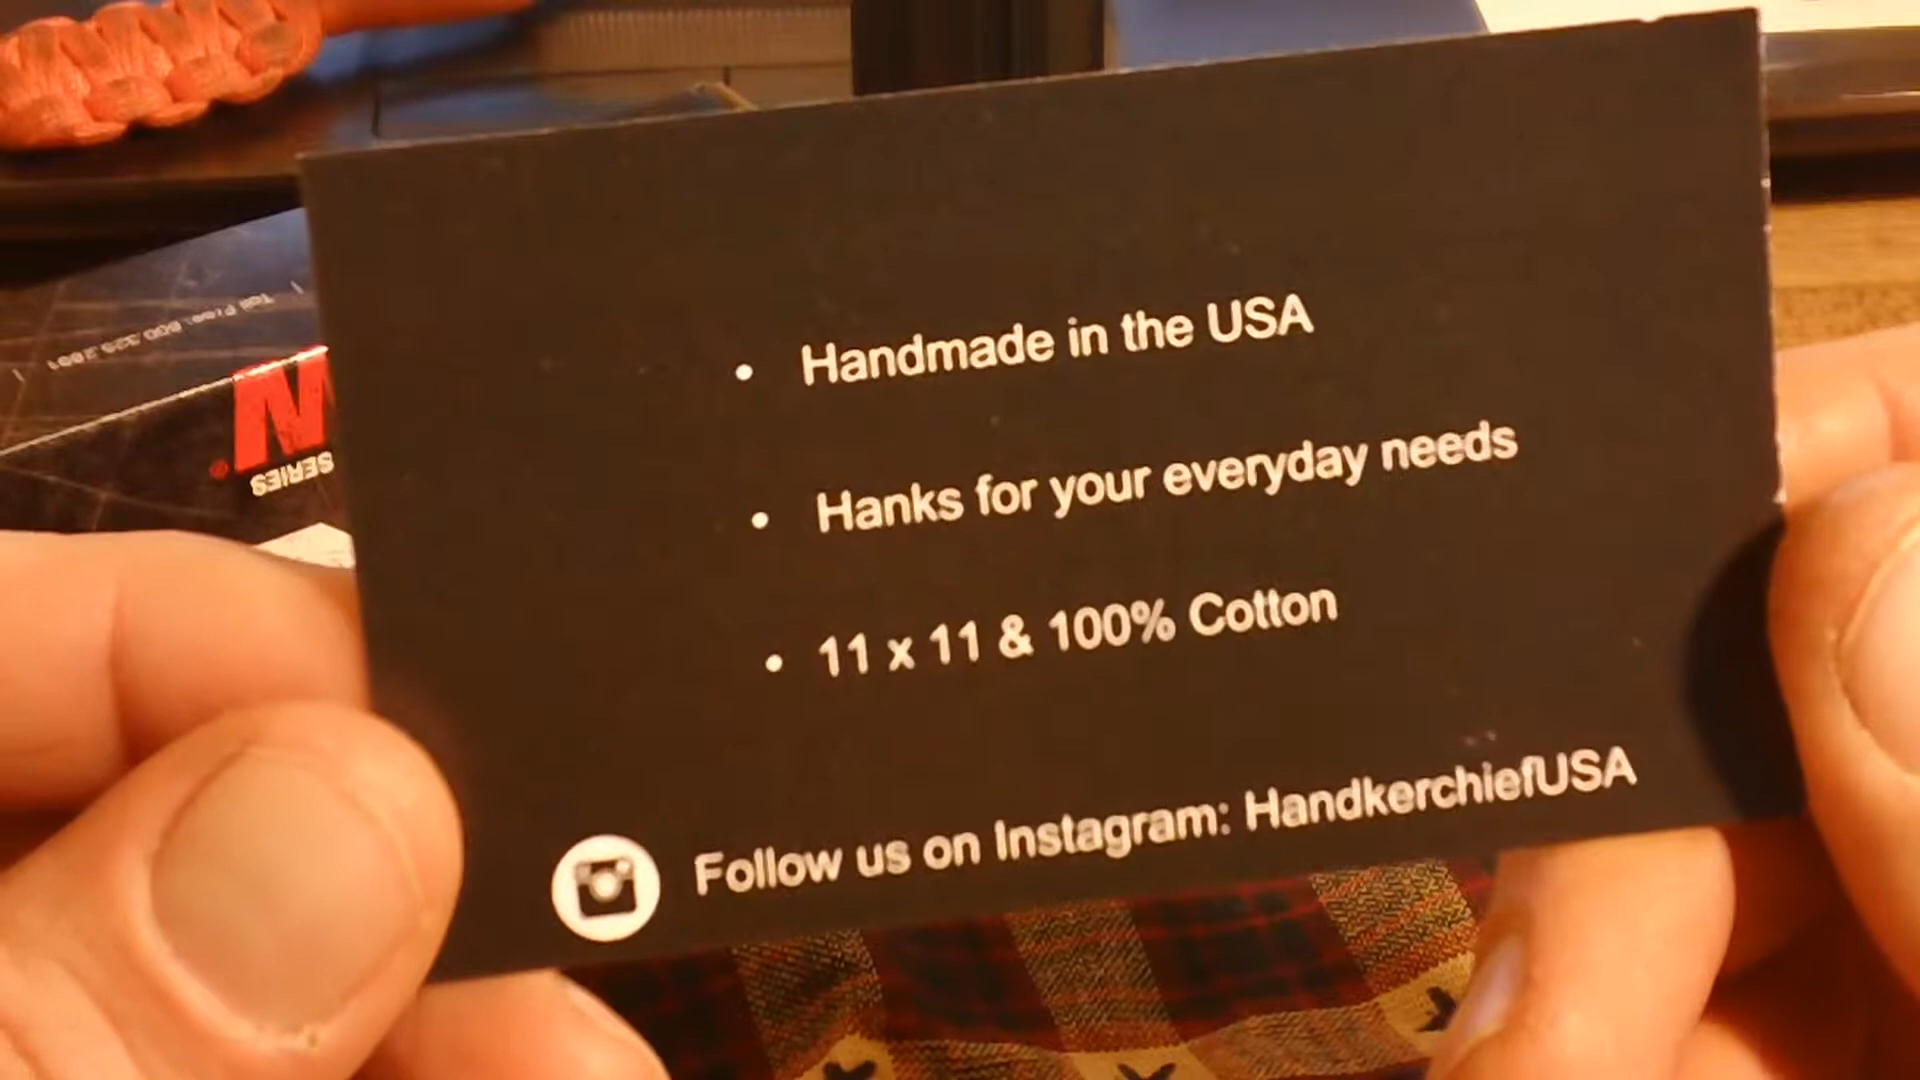 • Handmade in the USA
• Hanks for your everyday needs
• 11 x 11 & 100% Cotton
Follow us on Instagram: HandkerchiefUSA
SERIES